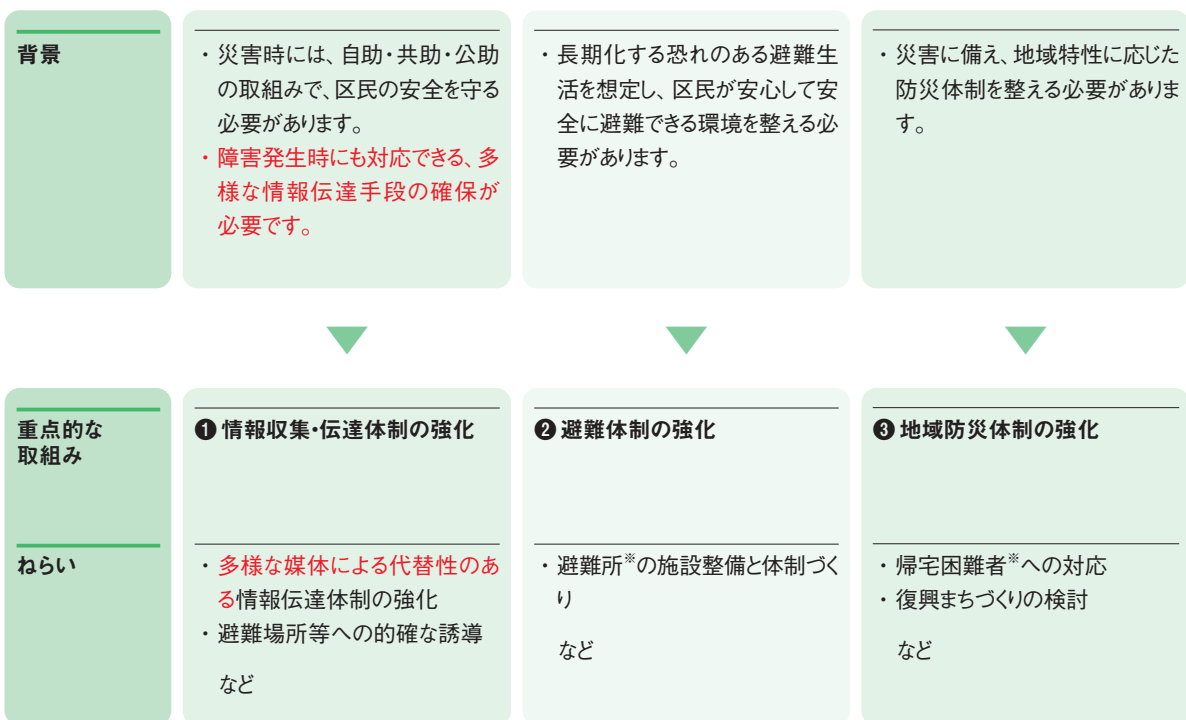 背景
・災害時には、自助・共助・公助
の取組みで、区民の安全を守る
必要があります。
・障害発生時にも対応できる、多
様な情報伝達手段の確保が
必要です。
・長期化する恐れのある避難生
活を想定し、区民が安心して安
全に避難できる環境を整える必
要があります。
・災害に備え、地域特性に応じた
防災体制を整える必要がありま
す。
重点的な
取組み
❶情報収集・伝達体制の強化
❷避難体制の強化
❸地域防災体制の強化
ねらい
・多様な媒体による代替性のあ
る情報伝達体制の強化
・避難場所等への的確な誘導
など
・避難所※の施設整備と体制づく
り
など
・帰宅困難者※への対応
・復興まちづくりの検討
など